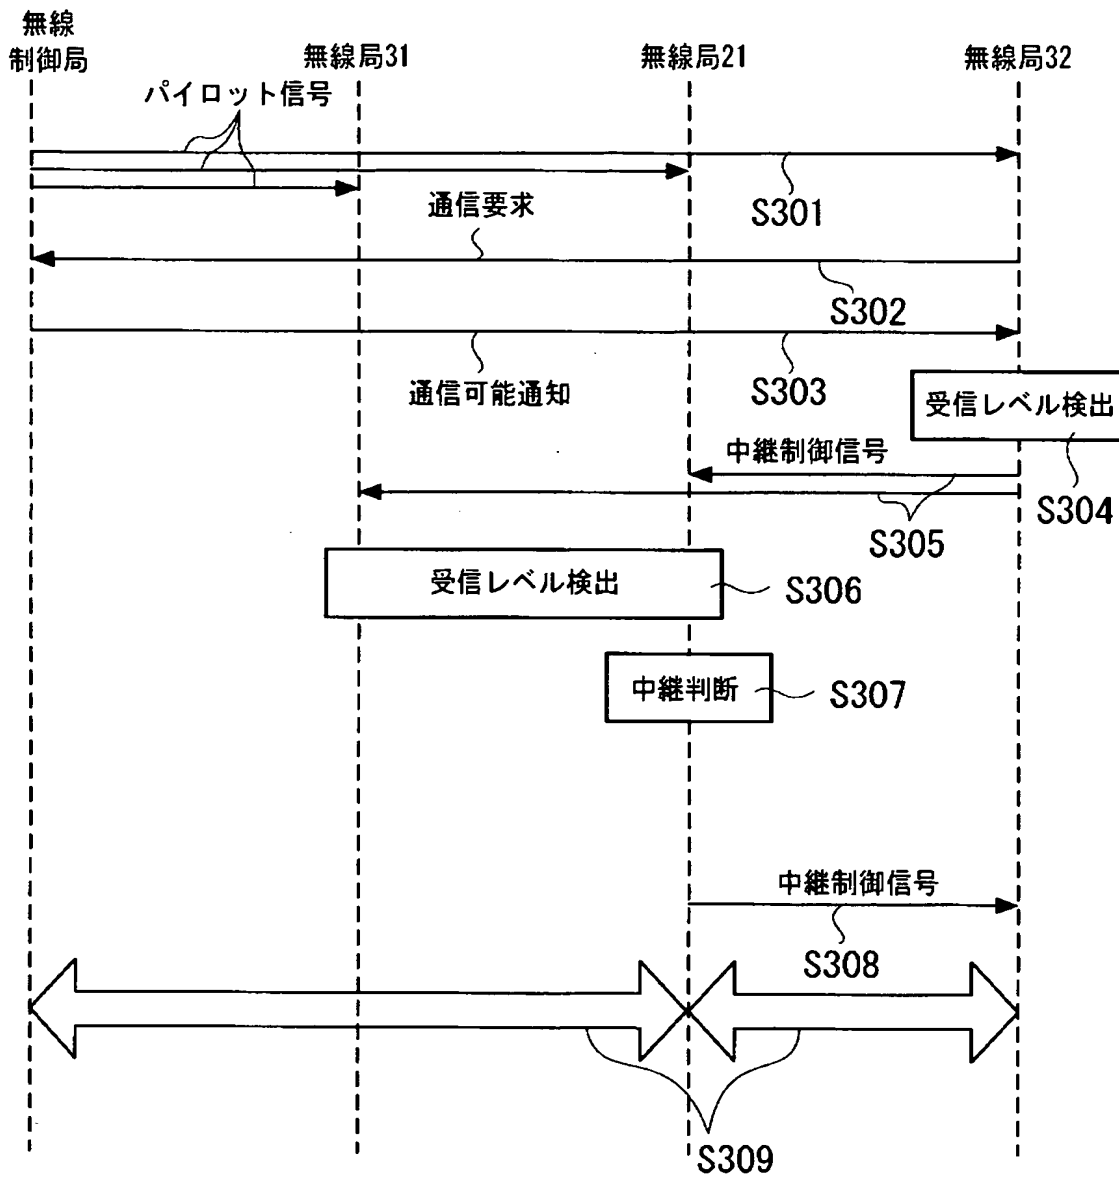 無線
制御局
無線局31
無線局21
無線局32
パイロット信号
S301
通信要求
S302
通信可能通知
S303
受信レベル検出
S304
中継制御信号
S305
受信レベル検出
S306
中継判断
S307
中継制御信号
S308
S309